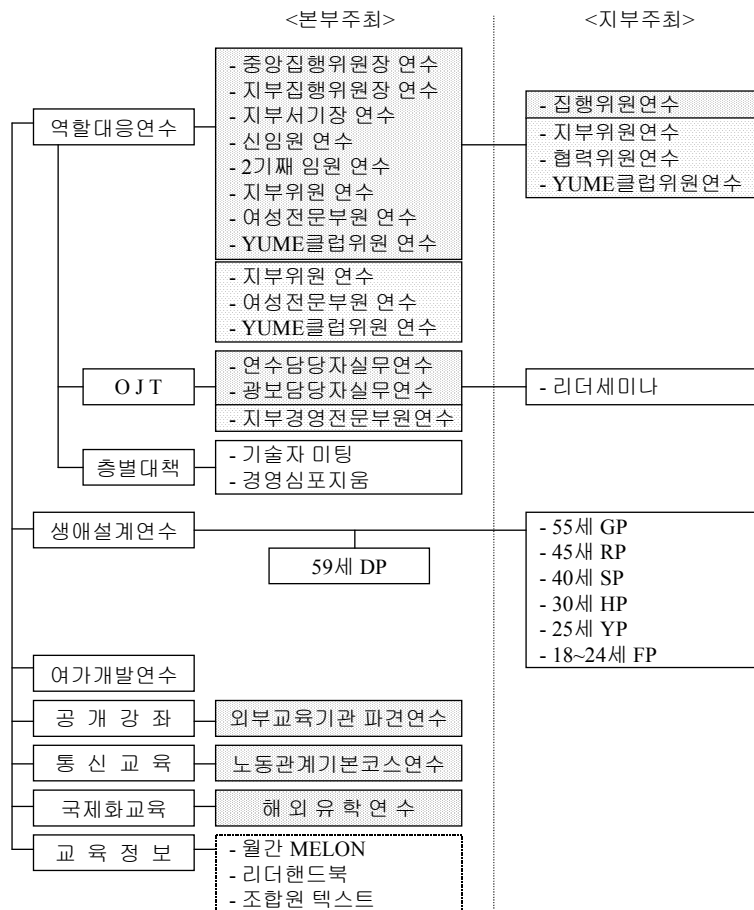 <본부주최> <지부주최>
역할대응연수
- 중앙집행위원장 연수
- 지부집행위원장 연수
- 지부서기장 연수
- 신임원 연수
- 2기째 임원 연수
- 지부위원 연수
- 여성전문부원 연수
- YUME클럽위원 연수
- 집행위원연수
- 지부위원연수
- 협력위원연수
- YUME클럽위원연수
- 지부위원 연수
- 여성전문부원 연수
- YUME클럽위원 연수
O J T
- 연수담당자실무연수
- 광보담당자실무연수
- 지부경영전문부원연수
- 리더세미나
층별대책
- 기술자 미팅
- 경영심포지움
생애설계연수
59세 DP
- 55세 GP
- 45새 RP
- 40세 SP
- 30세 HP
- 25세 YP
- 18~24세 FP
여가개발연수
공 개 강 좌
외부교육기관 파견연수
통 신 교 육
노동관계기본코스연수
국제화교육
해 외 유 학 연 수
교 육 정 보
- 월간 MELON
- 리더핸드북
- 조합원 텍스트